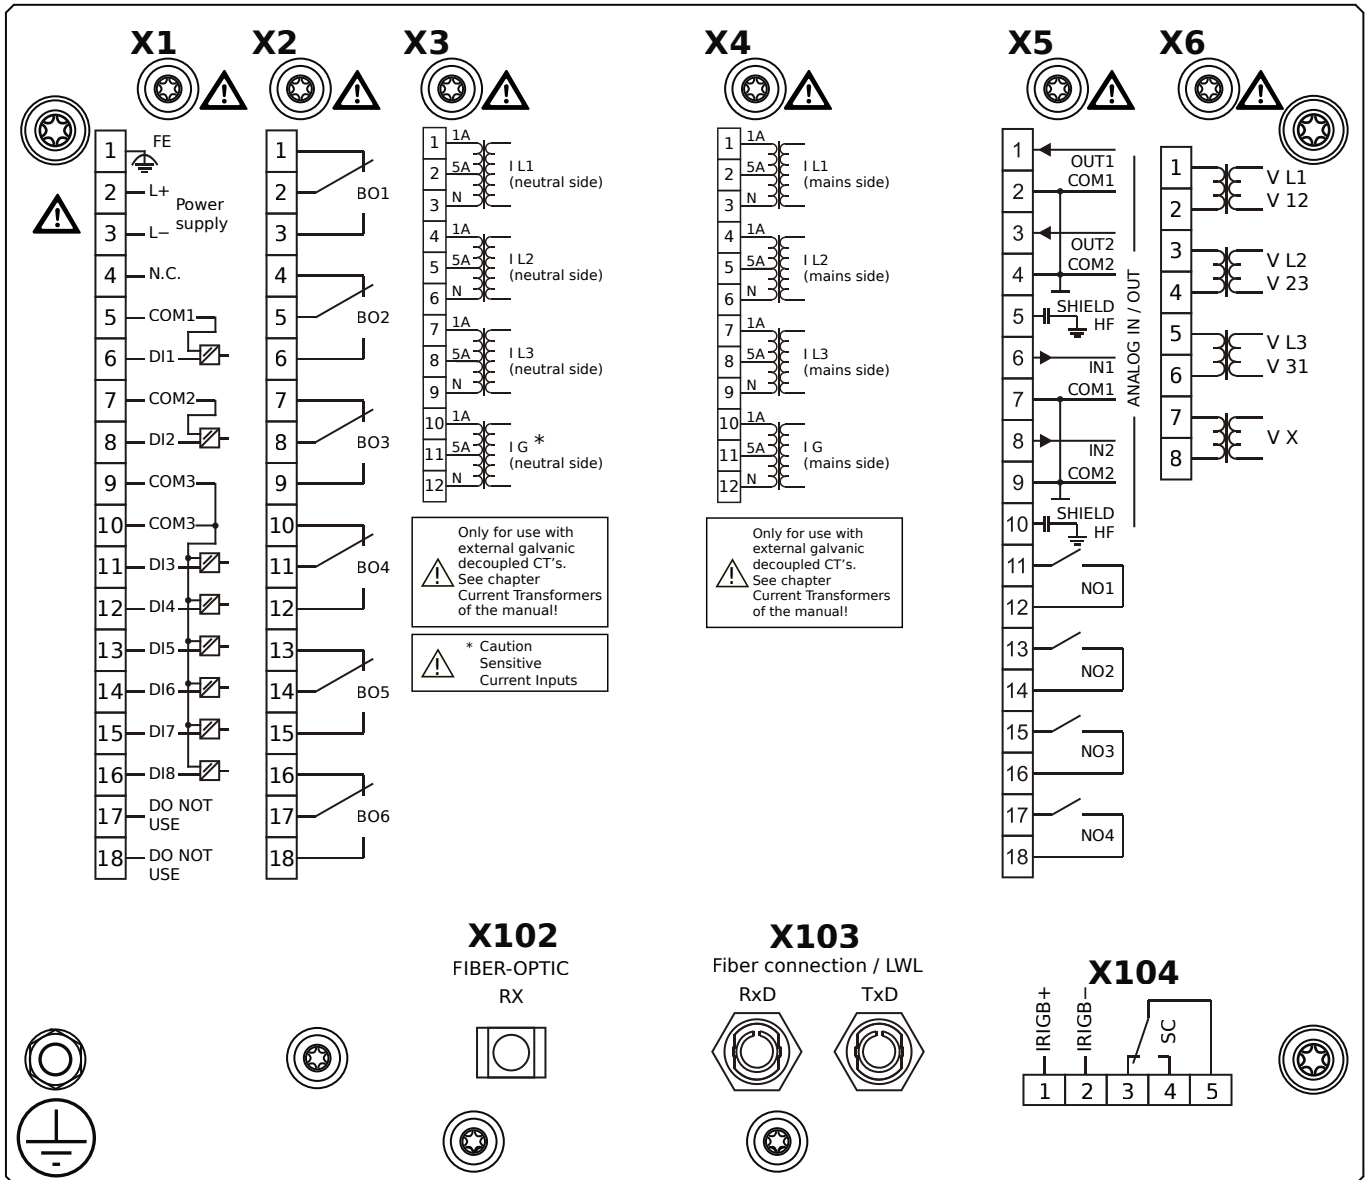 X1
X2
X3
X4
X5
X6
1 FE
2 L+
Power
supply
3 L−
4 N.C.
5 COM1
6 DI1
7 COM2
8 DI2
9 COM3
10 COM3
11 DI3
12 DI4
13 DI5
14 DI6
15 DI7
16 DI8
17 DO NOT
USE
18 DO NOT
USE
1
2 BO1
3
4
5 BO2
6
7
8 BO3
9
10
11 BO4
12
13
14 BO5
15
16
17 BO6
18
1 1A
2 5A I L1
(neutral side)
3 N
4 1A
5 5A I L2
(neutral side)
6 N
7 1A
8 5A I L3
(neutral side)
9 N
10 1A
11 5A I G *
(neutral side)
12 N
Only for use with
external galvanic
decoupled CT's.
See chapter
Current Transformers
of the manual!
* Caution
Sensitive
Current Inputs
1 1A
2 5A I L1
(mains side)
3 N
4 1A
5 5A I L2
(mains side)
6 N
7 1A
8 5A I L3
(mains side)
9 N
10 1A
11 5A I G
(mains side)
12 N
Only for use with
external galvanic
decoupled CT's.
See chapter
Current Transformers
of the manual!
1 OUT1
2 COM1
3 OUT2
4 COM2
5 SHIELD
HF
6 IN1
7 COM1
8 IN2
9 COM2
10 SHIELD
HF
ANALOG IN / OUT
11
NO1
12
13
NO2
14
15
NO3
16
17
NO4
18
1 V L1
2 V 12
3 V L2
4 V 23
5 V L3
6 V 31
7 V X
8
X102
FIBER-OPTIC
RX
X103
Fiber connection / LWL
RxD TxD
X104
IRIGB+
IRIGB−
SC
1 2 3 4 5